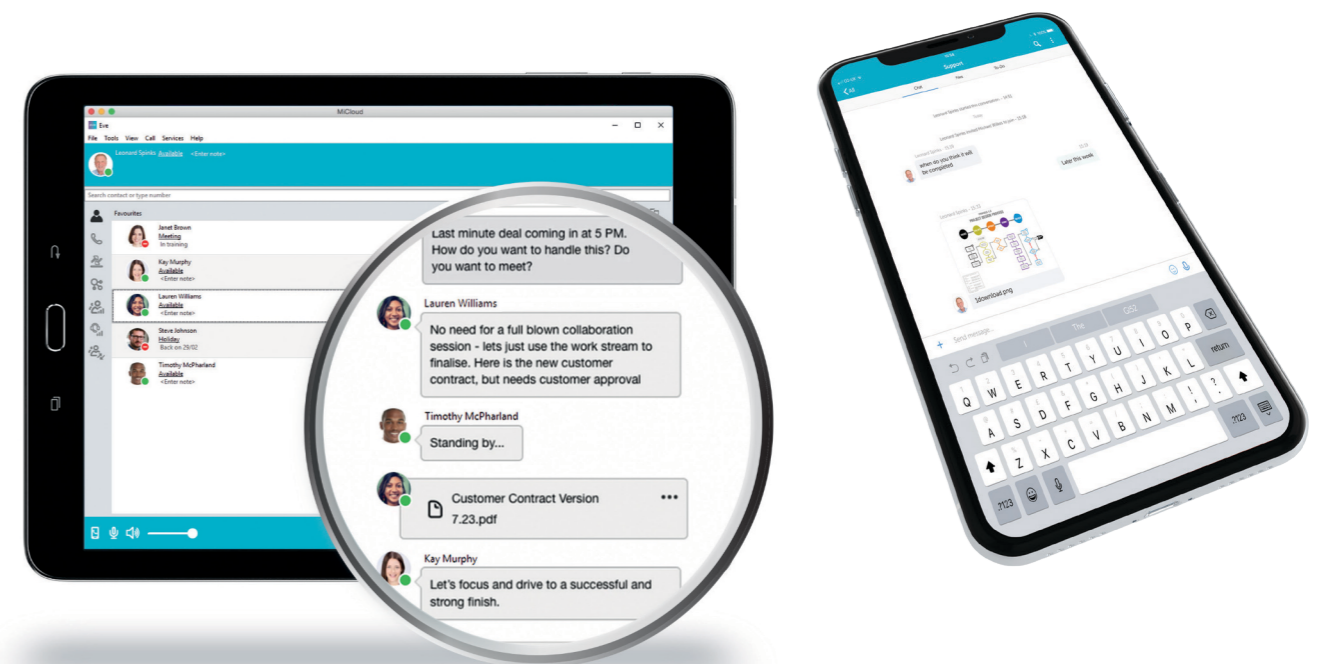 MiCloud
Eve
File Tools View Call Services Help
Leonard Spinks Available <Enter note>
Search contact or type number
Favourites
Janet Brown
Meeting
In training
Kay Murphy
Available
<Enter note>
Lauren Williams
Available
<Enter note>
Steve Johnson
Holiday
Back on 29/02
Timothy McPharland
Available
<Enter note>
Last minute deal coming in at 5 PM.
How do you want to handle this? Do
you want to meet?
Lauren Williams
No need for a full blown collaboration
session - lets just use the work stream to
finalise. Here is the new customer
contract, but needs customer approval
Timothy McPharland
Standing by...
Customer Contract Version
7.23.pdf
Kay Murphy
Let's focus and drive to a successful and
strong finish.
Support
All
Chat Files To-Do
Today
when do you think it will
be completed
Later this week
1download.png
Send message...
I The QS2
Q W E R T Y U I O P
A S D F G H J K L return
Z X C V B N M ! ?
, .
.?123 .?123